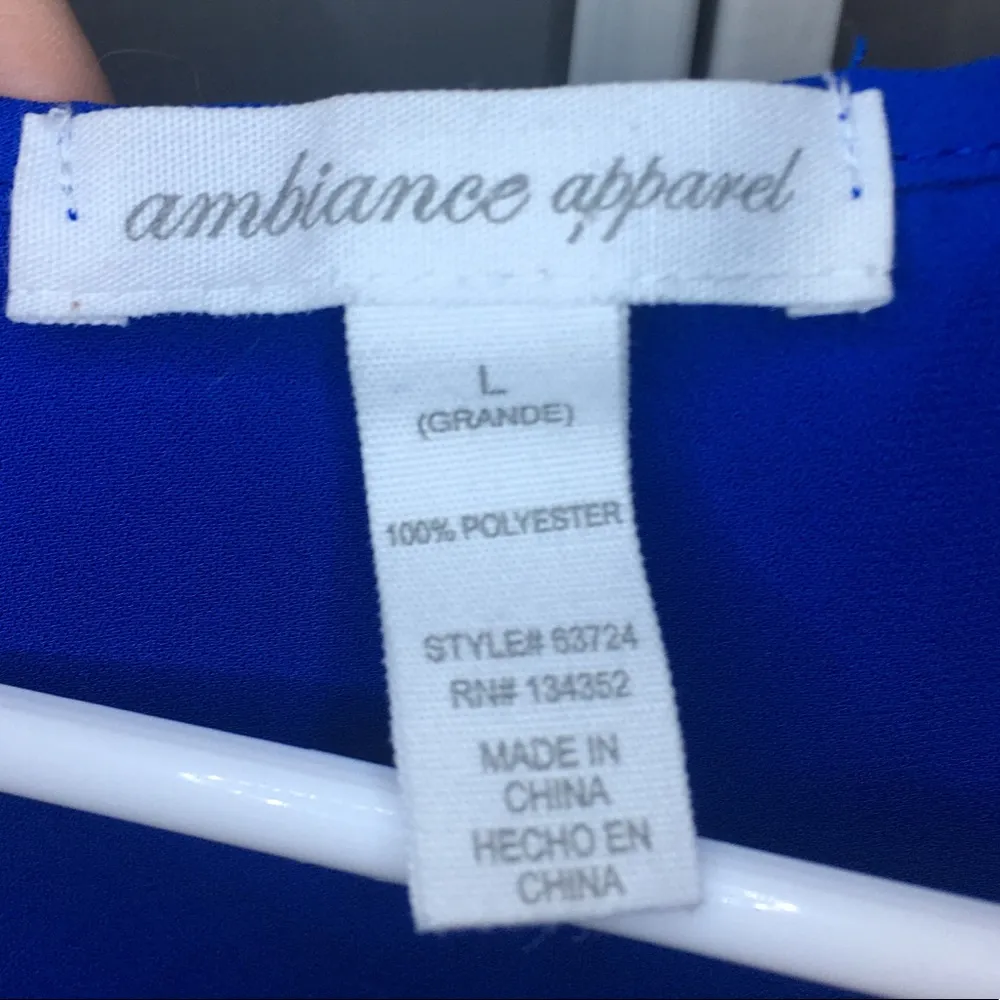 ambiance apparel
L
(GRANDE)
100% POLYESTER
STYLE# 63724
RN# 134352
MADE IN
CHINA
HECHO EN
CHINA